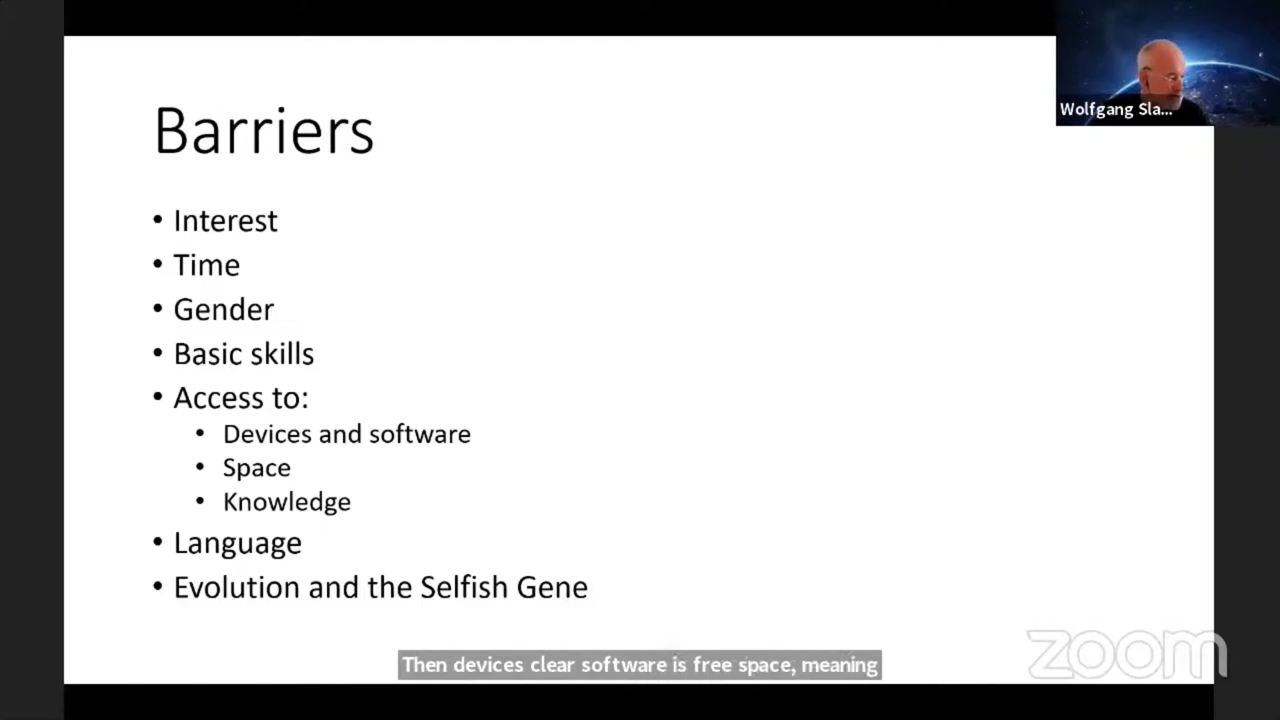 Barriers
• Interest
• Time
• Gender
• Basic skills
• Access to:
• Devices and software
• Space
• Knowledge
• Language
• Evolution and the Selfish Gene
Wolfgang Sla...
Then devices clear software is free space, meaning
zoom